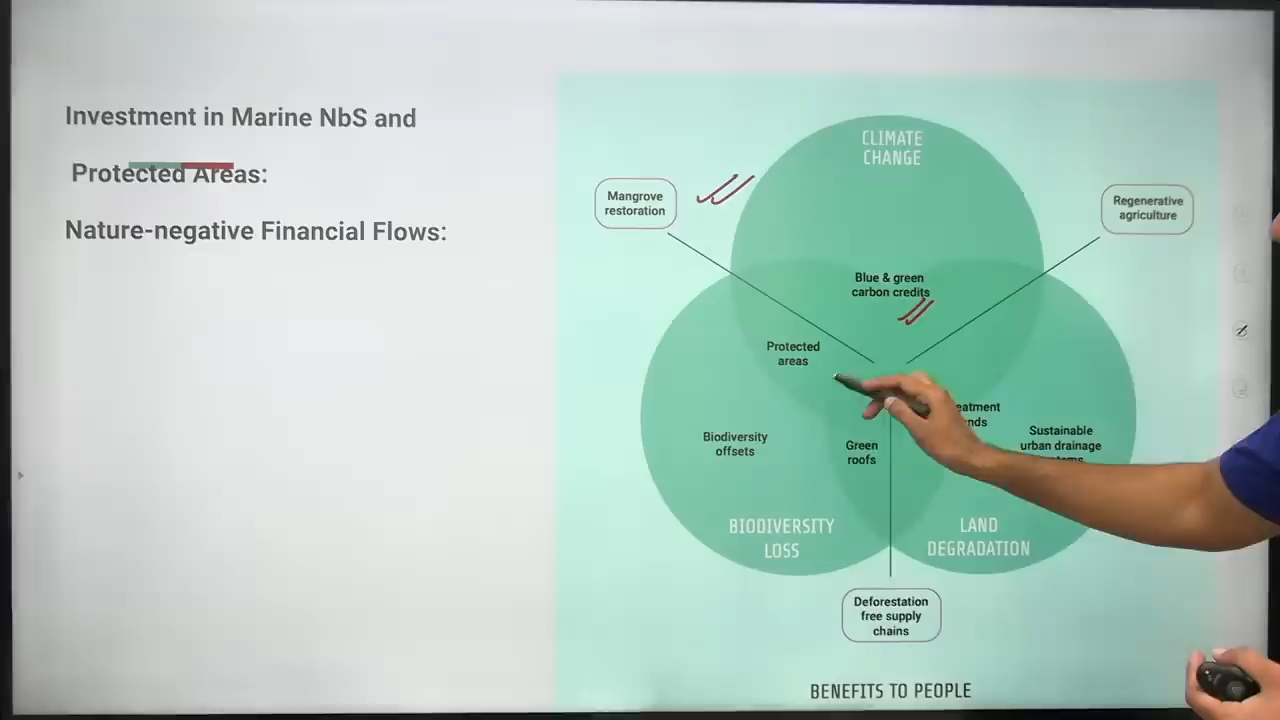 Investment in Marine NbS and
Protected Areas:
Nature-negative Financial Flows:
CLIMATE
CHANGE
Mangrove
restoration
Regenerative
agriculture
Blue & green
carbon credits
Protected
areas
Biodiversity
offsets
Green
roofs
Sustainable
urban drainage
BIODIVERSITY
LOSS
LAND
DEGRADATION
Deforestation
free supply
chains
BENEFITS TO PEOPLE